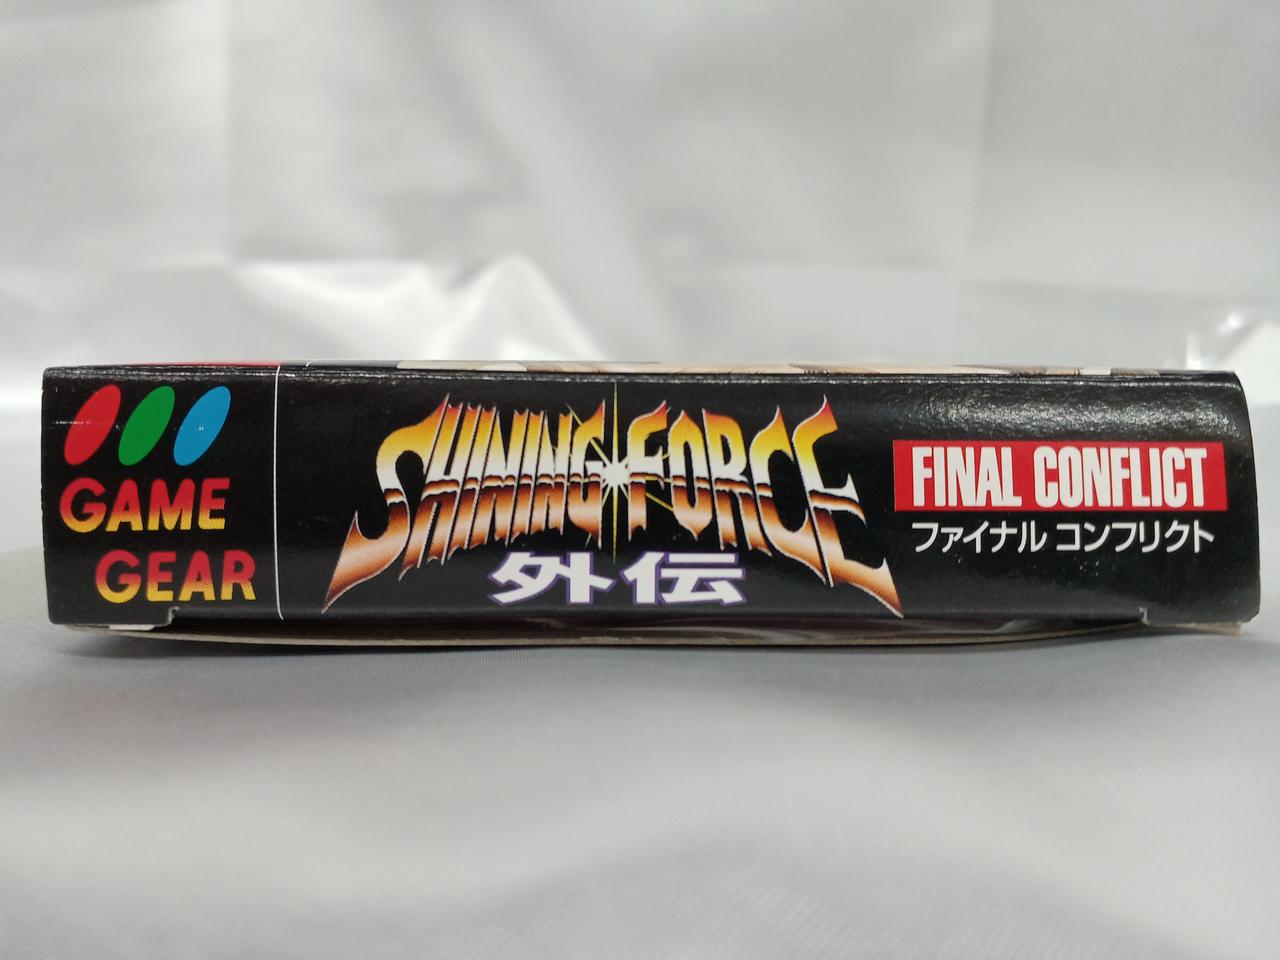 GAME
GEAR
SHINING FORCE
外伝
FINAL CONFLICT
ファイナル コンフリクト